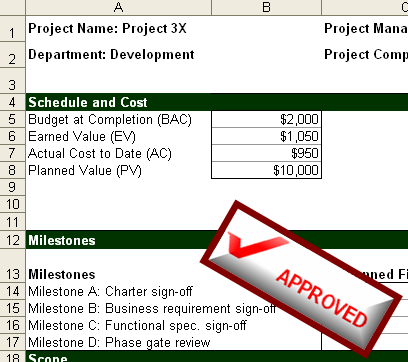 A B C
1 Project Name: Project 3X Project Mana
2 Department: Development Project Comp
3
4 Schedule and Cost
5 Budget at Completion (BAC) $2,000
6 Earned Value (EV) $1,050
7 Actual Cost to Date (AC) $950
8 Planned Value (PV) $10,000
9
10
11
12 Milestones
13 Milestones nned Fi
14 Milestone A: Charter sign-off
15 Milestone B: Business requirement sign-off
16 Milestone C: Functional spec. sign-off
17 Milestone D: Phase gate review
18 Scope
APPROVED